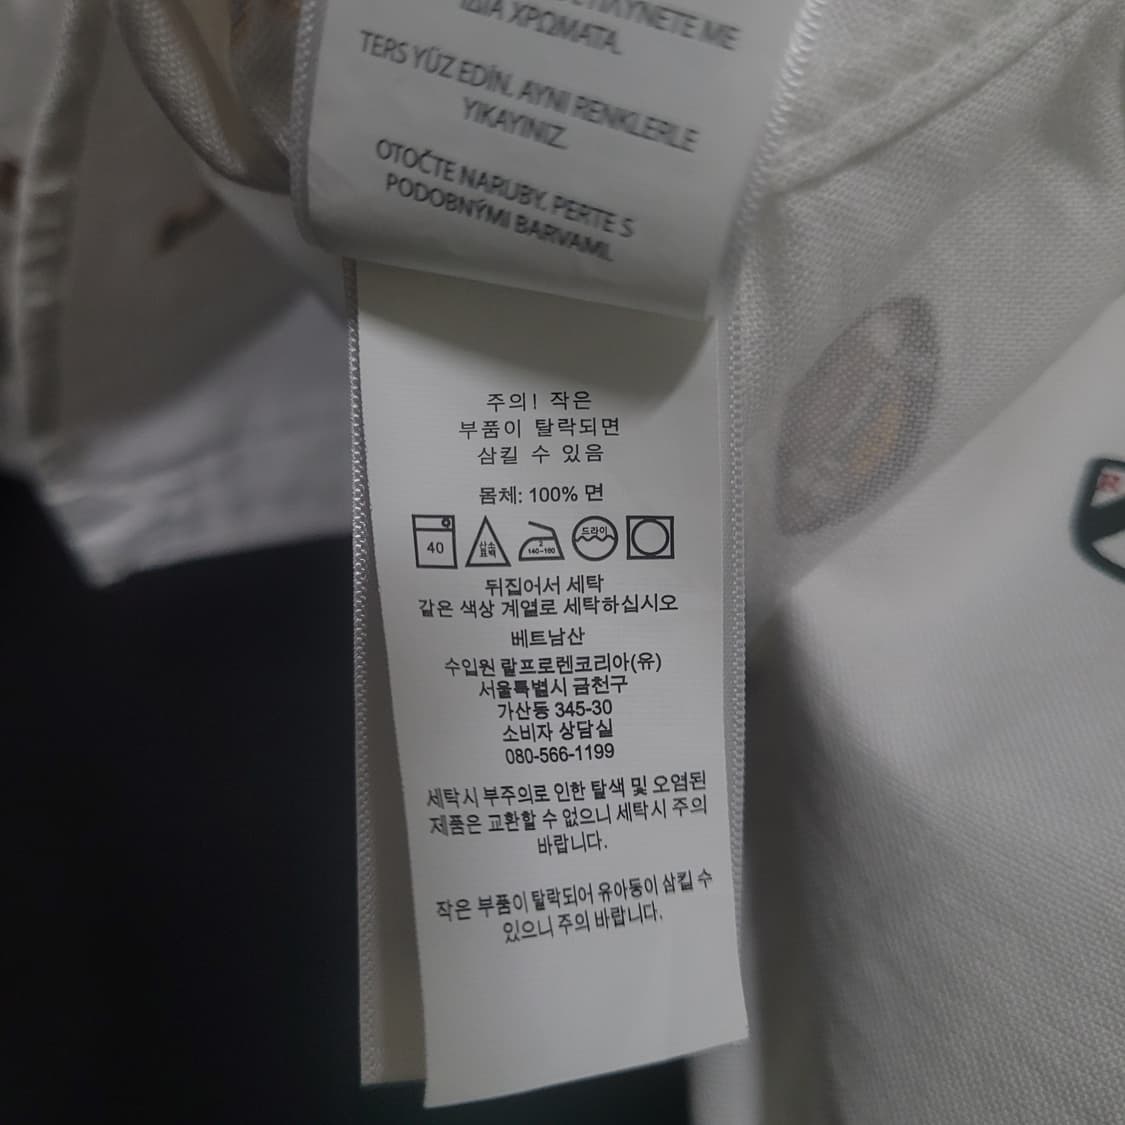 ME
ΙΔΙΑ ΧΡΩΜΑΤΑ.
TERS YÜZ EDİN. AYNI RENKLERLE
YIKAYINIZ.
OTOČTE NARUBY. PERTE S
PODOBNÝMI BARVAMI.
주의! 작은
부품이 탈락되면
삼킬 수 있음
몸체: 100% 면
40
산소
표백
2
140~160
드라이
뒤집어서 세탁
같은 색상 계열로 세탁하십시오
베트남산
수입원 랄프로렌코리아(유)
서울특별시 금천구
가산동 345-30
소비자 상담실
080-566-1199
세탁시 부주의로 인한 탈색 및 오염된
제품은 교환할 수 없으니 세탁시 주의
바랍니다.
작은 부품이 탈락되어 유아동이 삼킬 수
있으니 주의 바랍니다.